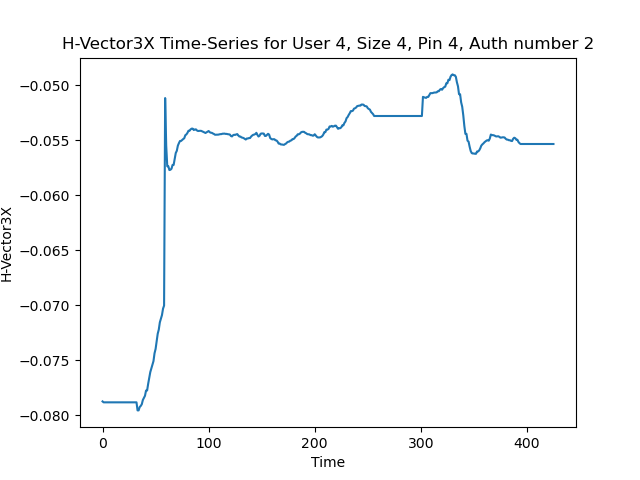 H-Vector3X Time-Series for User 4, Size 4, Pin 4, Auth number 2
−0.050
−0.055
−0.060
−0.065
−0.070
−0.075
−0.080
H-Vector3X
0 100 200 300 400
Time